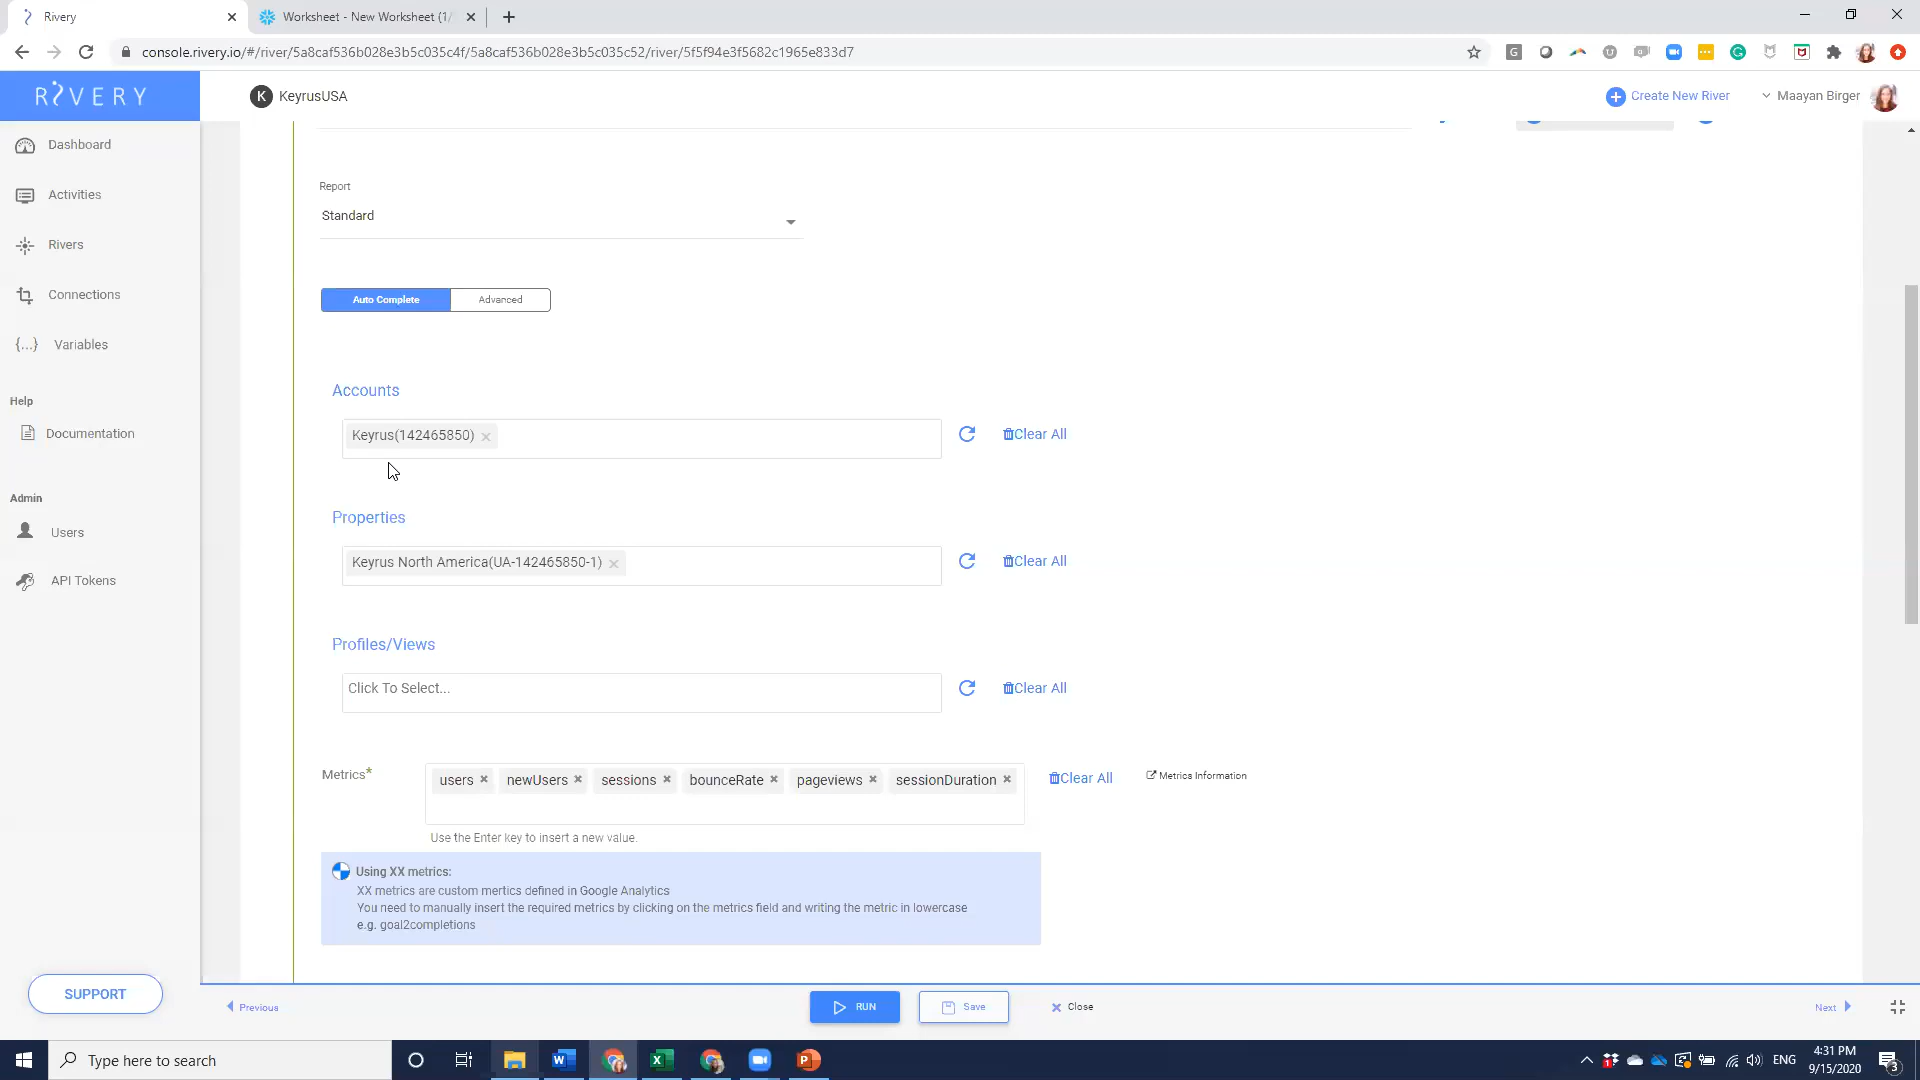 Rivery
Worksheet - New Worksheet (1/
console.rivery.io/#/river/5a8caf536b028e3b5c035c4f/5a8caf536b028e3b5c035c52/river/5f5f94e3f5682c1965e833d7
RIVERY
K KeyrusUSA
Create New River
Maayan Birger
Dashboard
Activities
Rivers
Connections
{...} Variables
Help
Documentation
Admin
Users
API Tokens
SUPPORT
Report
Standard
Auto Complete
Advanced
Accounts
Keyrus(142465850)
Clear All
Properties
Keyrus North America(UA-142465850-1)
Clear All
Profiles/Views
Click To Select...
Clear All
Metrics*
users newUsers sessions bounceRate pageviews sessionDuration
Clear All
Metrics Information
Use the Enter key to insert a new value.
Using XX metrics:
XX metrics are custom mertics defined in Google Analytics
You need to manually insert the required metrics by clicking on the metrics field and writing the metric in lowercase
e.g. goal2completions
Previous
RUN
Save
Close
Next
Type here to search
ENG
4:31 PM
9/15/2020
3